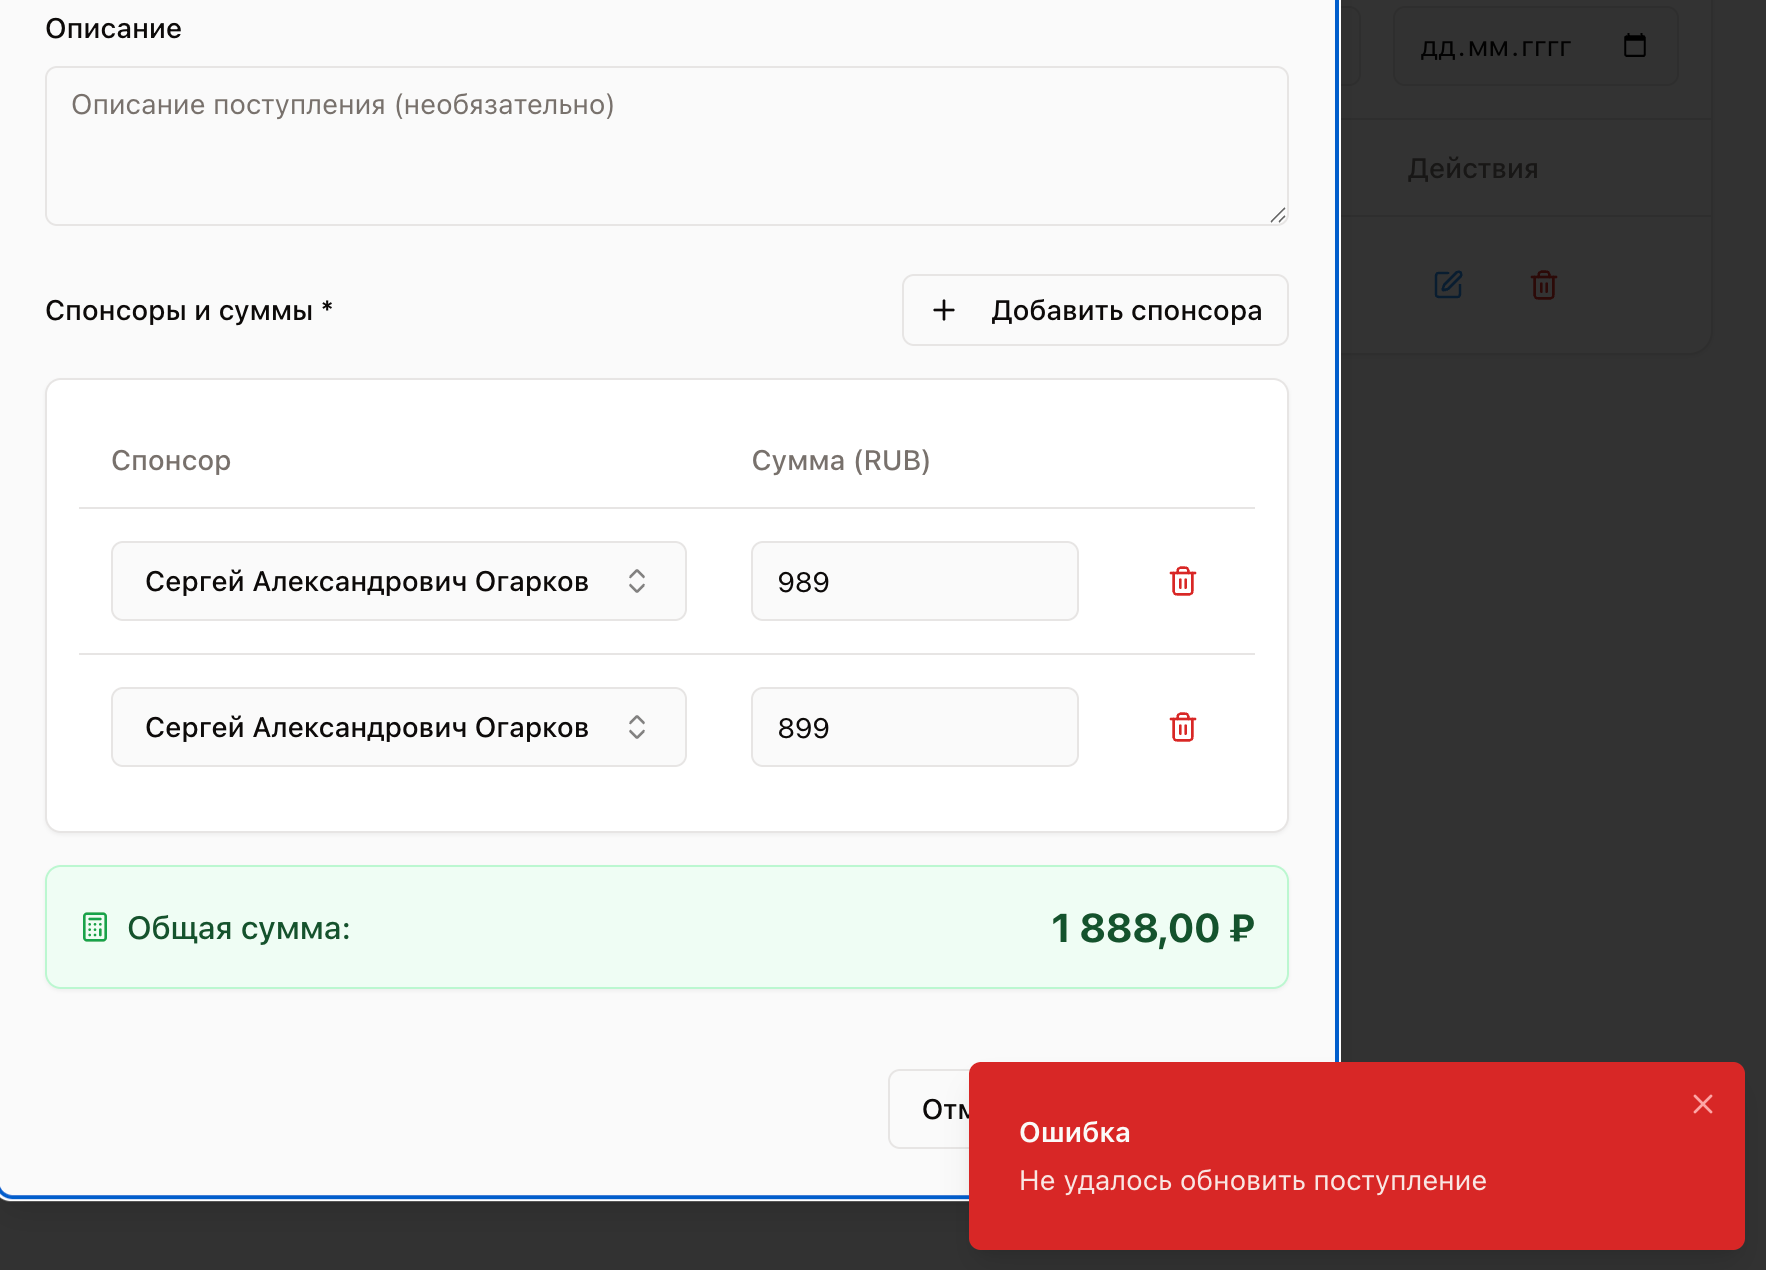 Описание
дд.мм.гггг
Описание поступления (необязательно)
Действия
Спонсоры и суммы *
Добавить спонсора
Спонсор
Сумма (RUB)
Сергей Александрович Огарков
989
Сергей Александрович Огарков
899
Общая сумма:
1 888,00 ₽
Отм
Ошибка
Не удалось обновить поступление